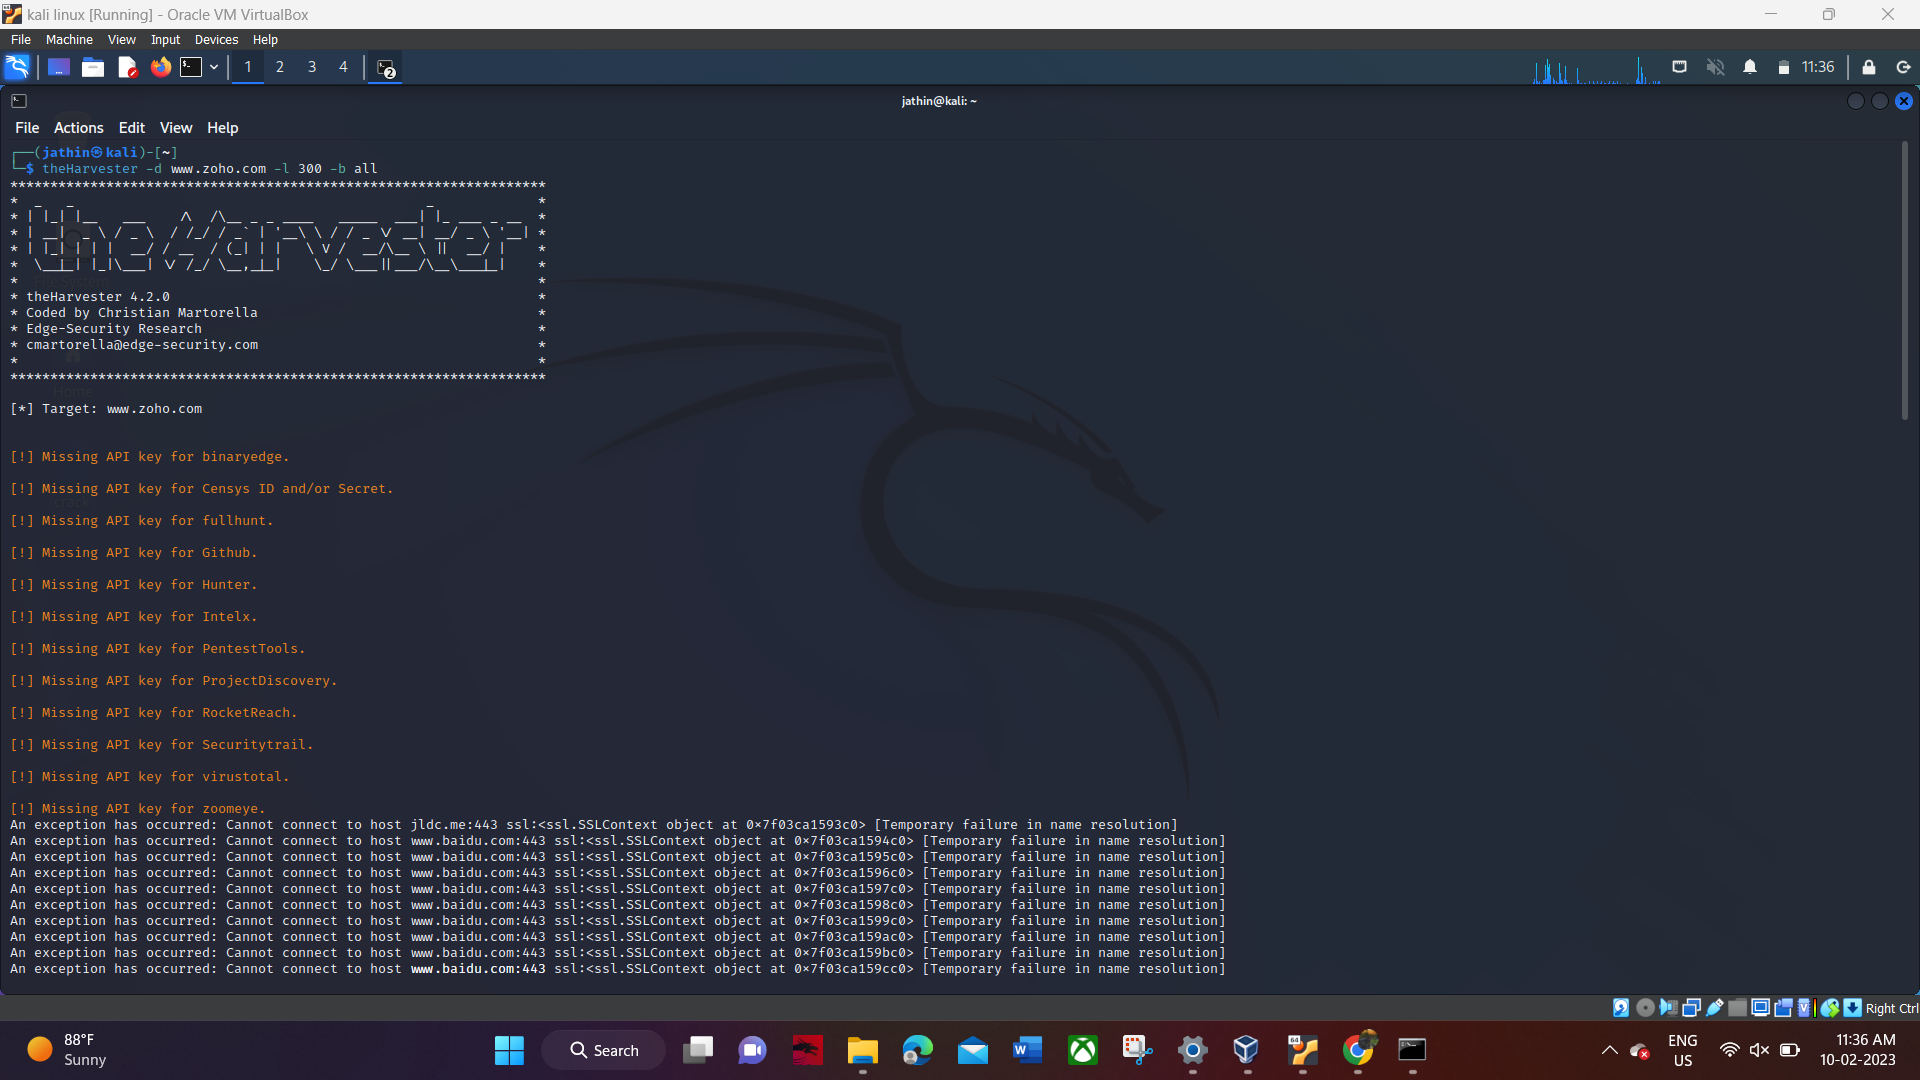 kali linux [Running] - Oracle VM VirtualBox
File Machine View Input Devices Help
1 2 3 4 2 11:36
jathin@kali: ~
File Actions Edit View Help
┌──(jathin㉿kali)-[~]
└─$ theHarvester -d www.zoho.com -l 300 -b all
*******************************************************************
theHarvester
* theHarvester 4.2.0 *
* Coded by Christian Martorella *
* Edge-Security Research *
* cmartorella@edge-security.com *
* *
*******************************************************************
[*] Target: www.zoho.com
[!] Missing API key for binaryedge.
[!] Missing API key for Censys ID and/or Secret.
[!] Missing API key for fullhunt.
[!] Missing API key for Github.
[!] Missing API key for Hunter.
[!] Missing API key for Intelx.
[!] Missing API key for PentestTools.
[!] Missing API key for ProjectDiscovery.
[!] Missing API key for RocketReach.
[!] Missing API key for Securitytrail.
[!] Missing API key for virustotal.
[!] Missing API key for zoomeye.
An exception has occurred: Cannot connect to host jldc.me:443 ssl:<ssl.SSLContext object at 0×7f03ca1593c0> [Temporary failure in name resolution]
An exception has occurred: Cannot connect to host www.baidu.com:443 ssl:<ssl.SSLContext object at 0×7f03ca1594c0> [Temporary failure in name resolution]
An exception has occurred: Cannot connect to host www.baidu.com:443 ssl:<ssl.SSLContext object at 0×7f03ca1595c0> [Temporary failure in name resolution]
An exception has occurred: Cannot connect to host www.baidu.com:443 ssl:<ssl.SSLContext object at 0×7f03ca1596c0> [Temporary failure in name resolution]
An exception has occurred: Cannot connect to host www.baidu.com:443 ssl:<ssl.SSLContext object at 0×7f03ca1597c0> [Temporary failure in name resolution]
An exception has occurred: Cannot connect to host www.baidu.com:443 ssl:<ssl.SSLContext object at 0×7f03ca1598c0> [Temporary failure in name resolution]
An exception has occurred: Cannot connect to host www.baidu.com:443 ssl:<ssl.SSLContext object at 0×7f03ca1599c0> [Temporary failure in name resolution]
An exception has occurred: Cannot connect to host www.baidu.com:443 ssl:<ssl.SSLContext object at 0×7f03ca159ac0> [Temporary failure in name resolution]
An exception has occurred: Cannot connect to host www.baidu.com:443 ssl:<ssl.SSLContext object at 0×7f03ca159bc0> [Temporary failure in name resolution]
An exception has occurred: Cannot connect to host www.baidu.com:443 ssl:<ssl.SSLContext object at 0×7f03ca159cc0> [Temporary failure in name resolution]
Right Ctrl
88°F
Sunny
Search
ENG
US
11:36 AM
10-02-2023